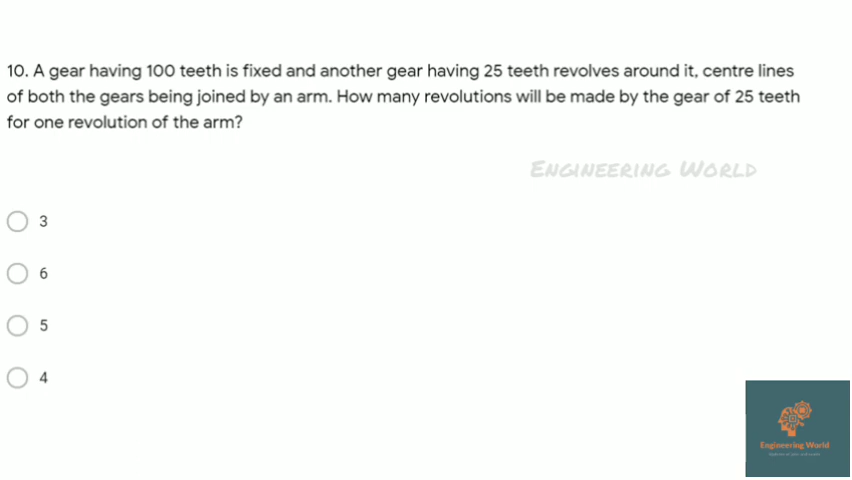 10. A gear having 100 teeth is fixed and another gear having 25 teeth revolves around it, centre lines
of both the gears being joined by an arm. How many revolutions will be made by the gear of 25 teeth
for one revolution of the arm?
ENGINEERING WORLD
3
6
5
4
Engineering World